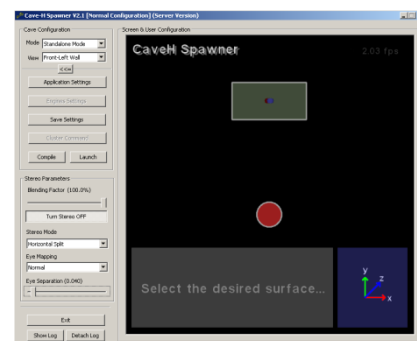 Cave-H Spawner V2.1 [Normal Configuration] (Server Version)
Cave Configuration
Mode Standalone Mode
View Front-Left Wall
<<=
Application Settings
Save Settings
Cluster Command
Compile Launch
Stereo Parameters
Blending Factor (100.0%)
Turn Stereo OFF
Stereo Mode
Horizontal Split
Eye Mapping
Normal
Eye Separation (0.040)
Exit
Show Log Detach Log
Screen & User Configuration
CaveH Spawner 2.03 fps
Select the desired surface...
y
z
x